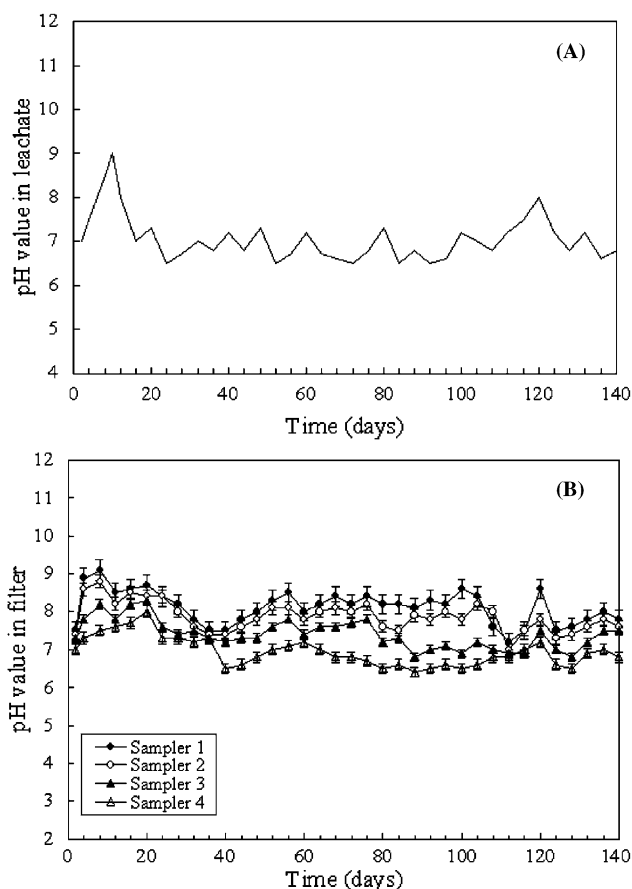 (A)
pH value in leachate
12
11
10
9
8
7
6
5
4
0 20 40 60 80 100 120 140
Time (days)
(B)
pH value in filter
12
11
10
9
8
7
6
5
4
3
2
Sampler 1
Sampler 2
Sampler 3
Sampler 4
0 20 40 60 80 100 120 140
Time (days)